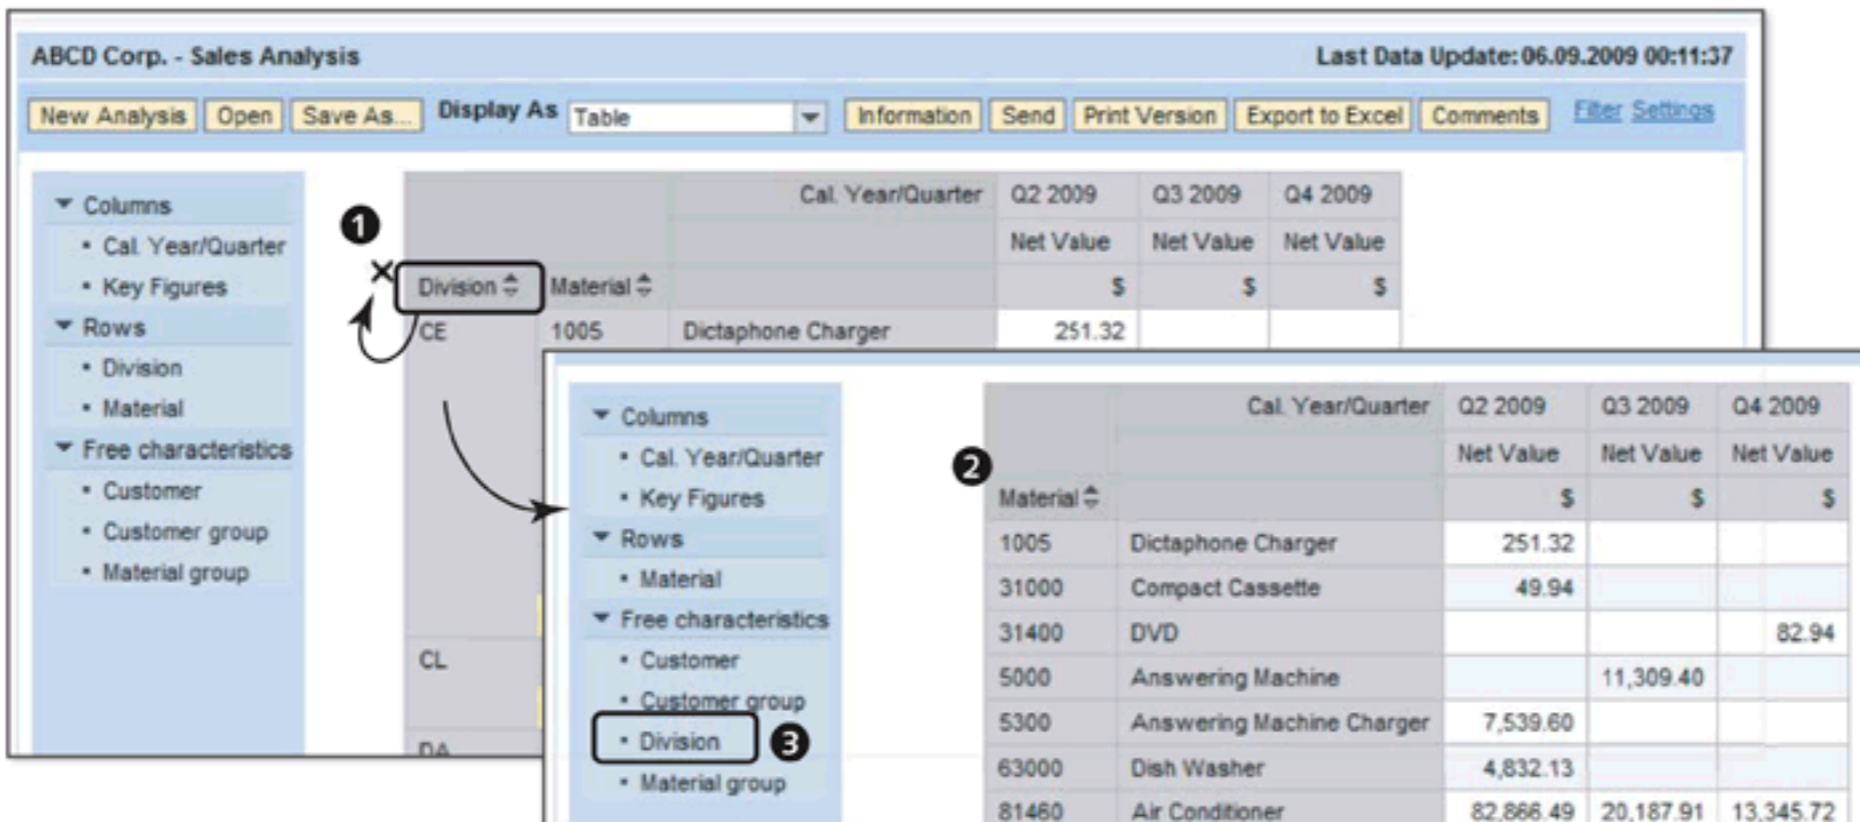 ABCD Corp. - Sales Analysis Last Data Update: 06.09.2009 00:11:37
New Analysis Open Save As... Display As Table Information Send Print Version Export to Excel Comments Filter Settings
Columns
Cal. Year/Quarter
Key Figures
Rows
Division
Material
Free characteristics
Customer
Customer group
Material group
1
Cal. Year/Quarter Q2 2009 Q3 2009 Q4 2009
Net Value Net Value Net Value
Division Material $ $ $
CE 1005 Dictaphone Charger 251.32
CL
DA
Columns
Cal. Year/Quarter
Key Figures
Rows
Material
Free characteristics
Customer
Customer group
Division 3
Material group
2
Cal. Year/Quarter Q2 2009 Q3 2009 Q4 2009
Net Value Net Value Net Value
Material $ $ $
1005 Dictaphone Charger 251.32
31000 Compact Cassette 49.94
31400 DVD 82.94
5000 Answering Machine 11,309.40
5300 Answering Machine Charger 7,539.60
63000 Dish Washer 4,832.13
81460 Air Conditioner 82,866.49 20,187.91 13,345.72